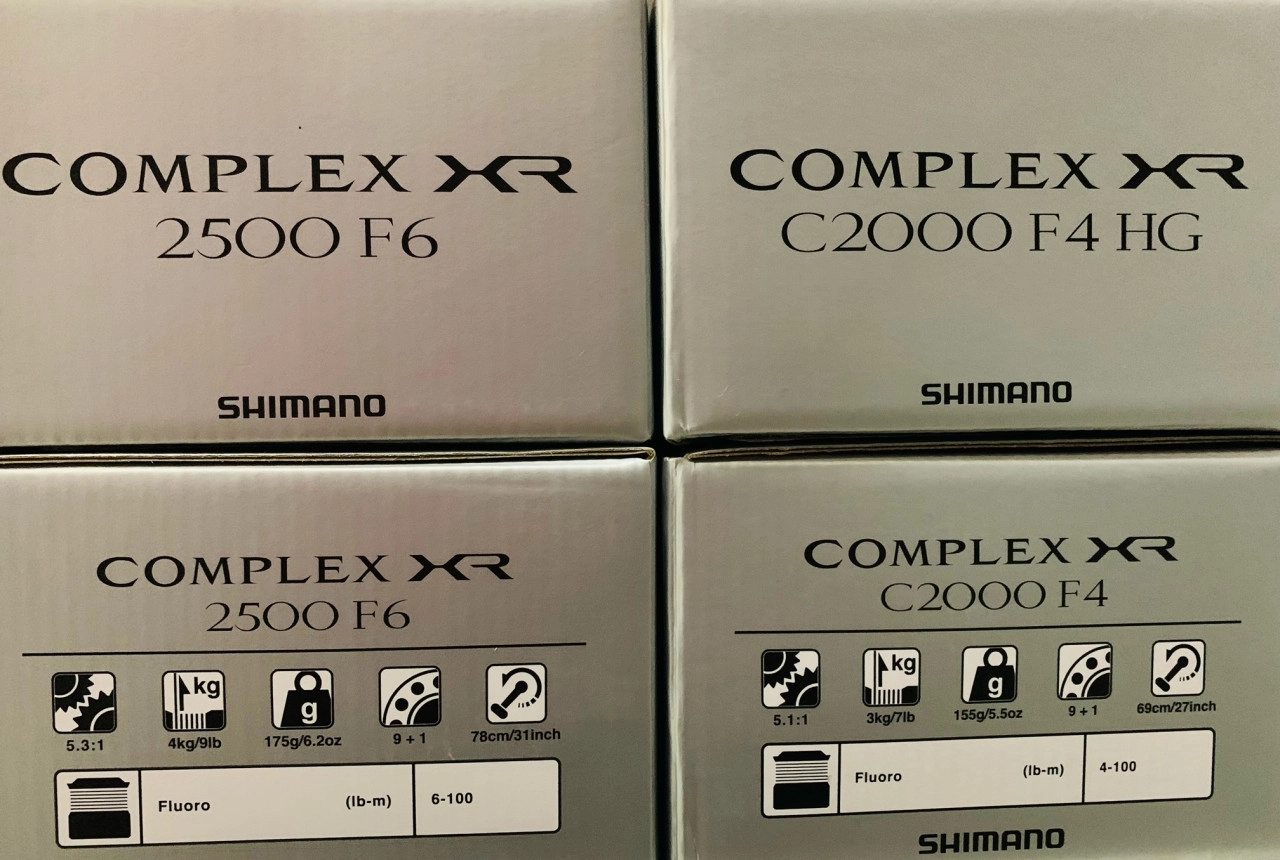 COMPLEX XR
2500 F6
SHIMANO
COMPLEX XR
C2000 F4 HG
SHIMANO
COMPLEX XR
2500 F6
kg
g
5.3:1
4kg/9lb
175g/6.2oz
9 + 1
78cm/31inch
Fluoro (lb-m) 6-100
COMPLEX XR
C2000 F4
kg
g
5.1:1
3kg/7lb
155g/5.5oz
9 + 1
69cm/27inch
Fluoro (lb-m) 4-100
SHIMANO